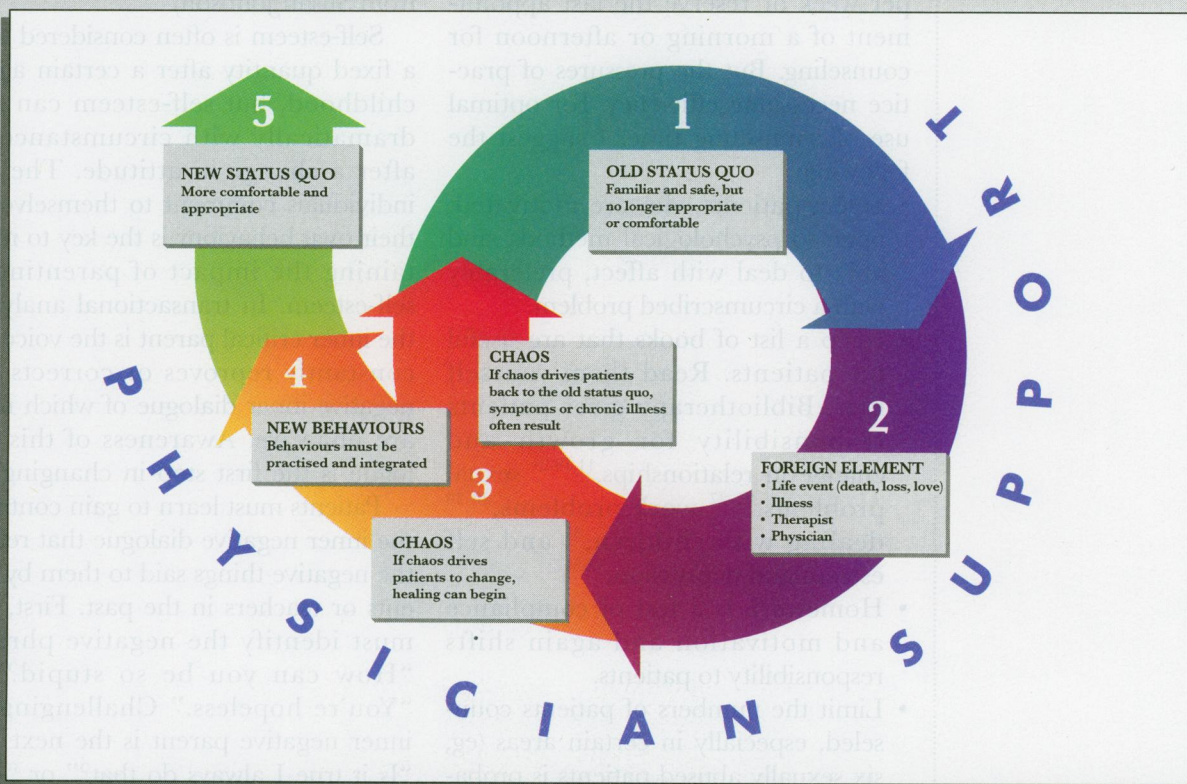 1
OLD STATUS QUO
Familiar and safe, but
no longer appropriate
or comfortable
2
FOREIGN ELEMENT
• Life event (death, loss, love)
• Illness
• Therapist
• Physician
3
CHAOS
If chaos drives patients
back to the old status quo,
symptoms or chronic illness
often result
CHAOS
If chaos drives
patients to change,
healing can begin
4
NEW BEHAVIOURS
Behaviours must be
practised and integrated
5
NEW STATUS QUO
More comfortable and
appropriate
PHYSICIAN SUPPORT